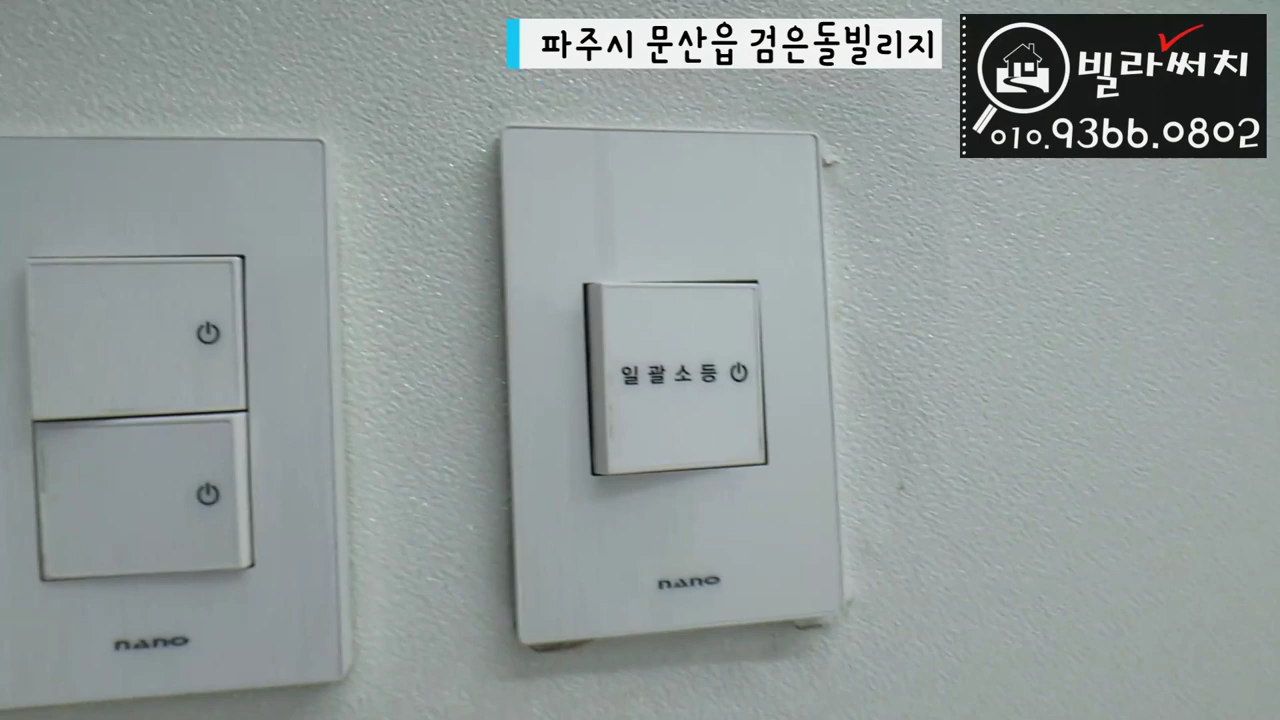 파주시 문산읍 검은돌빌리지
빌라써치
010.9366.0802
일괄소등
nano
nano